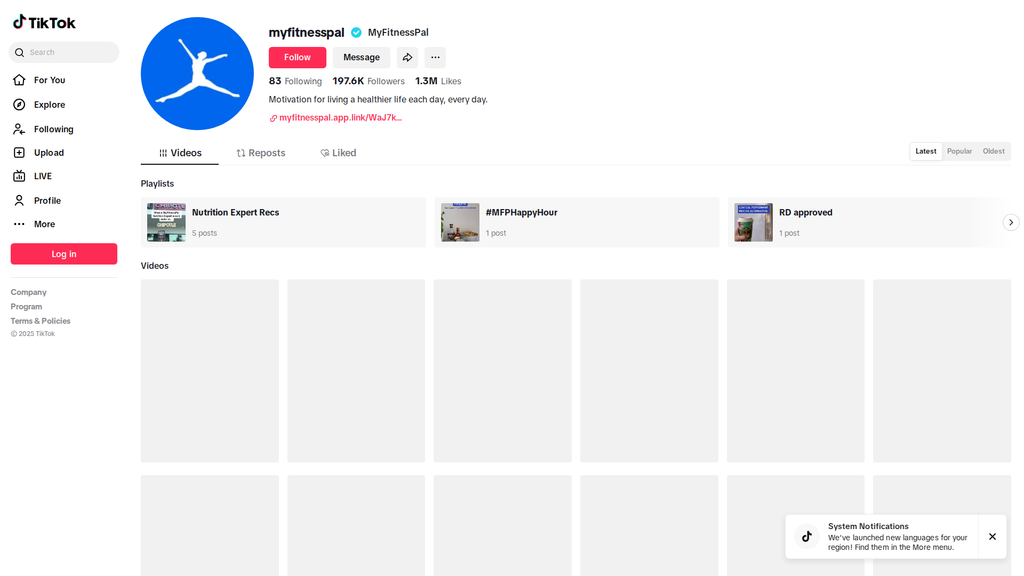 TikTok
Search
For You
Explore
Following
Upload
LIVE
Profile
More
Log in
Company
Program
Terms & Policies
© 2025 TikTok
myfitnesspal MyFitnessPal
Follow
Message
83 Following 197.6K Followers 1.3M Likes
Motivation for living a healthier life each day, every day.
myfitnesspal.app.link/WaJ7k...
Videos
Reposts
Liked
Latest
Popular
Oldest
Playlists
CHIPOTLE
Nutrition Expert Recs
5 posts
#MFPHappyHour
1 post
RD approved
1 post
Videos
System Notifications
We've launched new languages for your
region! Find them in the More menu.